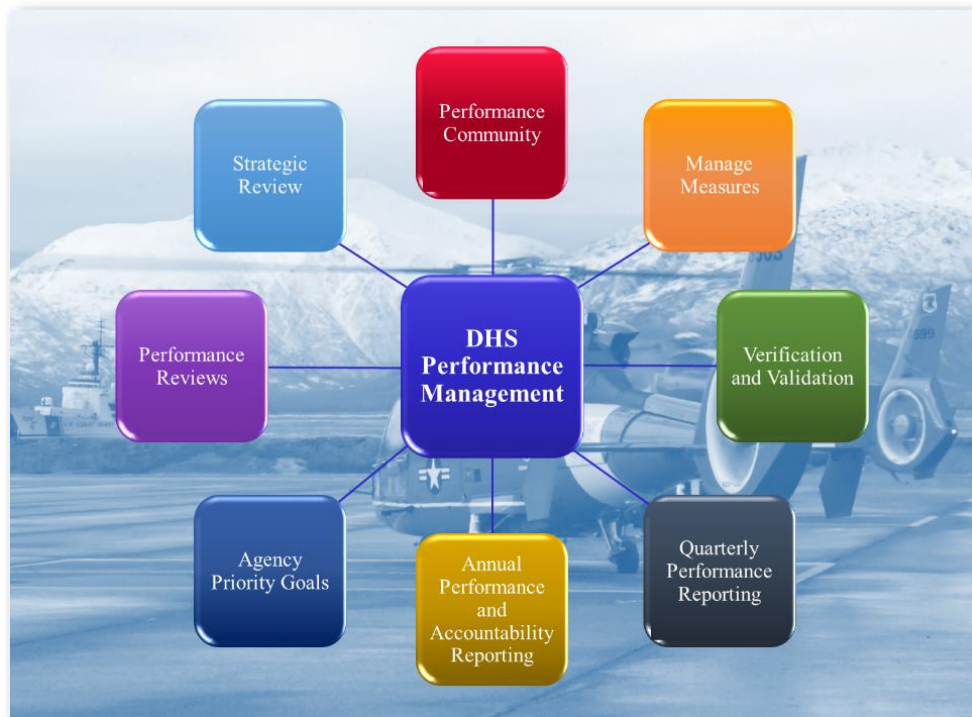 Performance
Community
Strategic
Review
Manage
Measures
DHS
Performance
Management
Performance
Reviews
Verification
and Validation
Agency
Priority Goals
Annual
Performance
and
Accountability
Reporting
Quarterly
Performance
Reporting